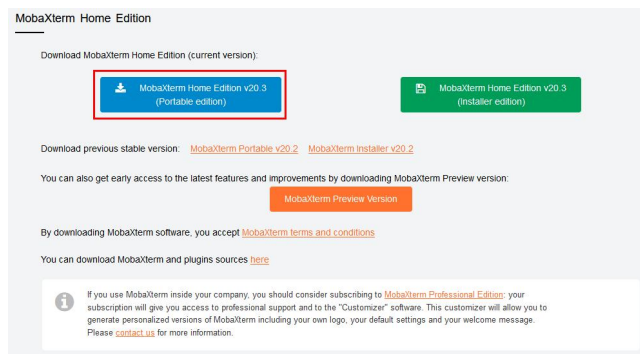 MobaXterm Home Edition
Download MobaXterm Home Edition (current version):
MobaXterm Home Edition v20.3
(Portable edition)
MobaXterm Home Edition v20.3
(Installer edition)
Download previous stable version: MobaXterm Portable v20.2 MobaXterm Installer v20.2
You can also get early access to the latest features and improvements by downloading MobaXterm Preview version:
MobaXterm Preview Version
By downloading MobaXterm software, you accept MobaXterm terms and conditions
You can download MobaXterm and plugins sources here
If you use MobaXterm inside your company, you should consider subscribing to MobaXterm Professional Edition: your
subscription will give you access to professional support and to the "Customizer" software. This customizer will allow you to
generate personalized versions of MobaXterm including your own logo, your default settings and your welcome message.
Please contact us for more information.